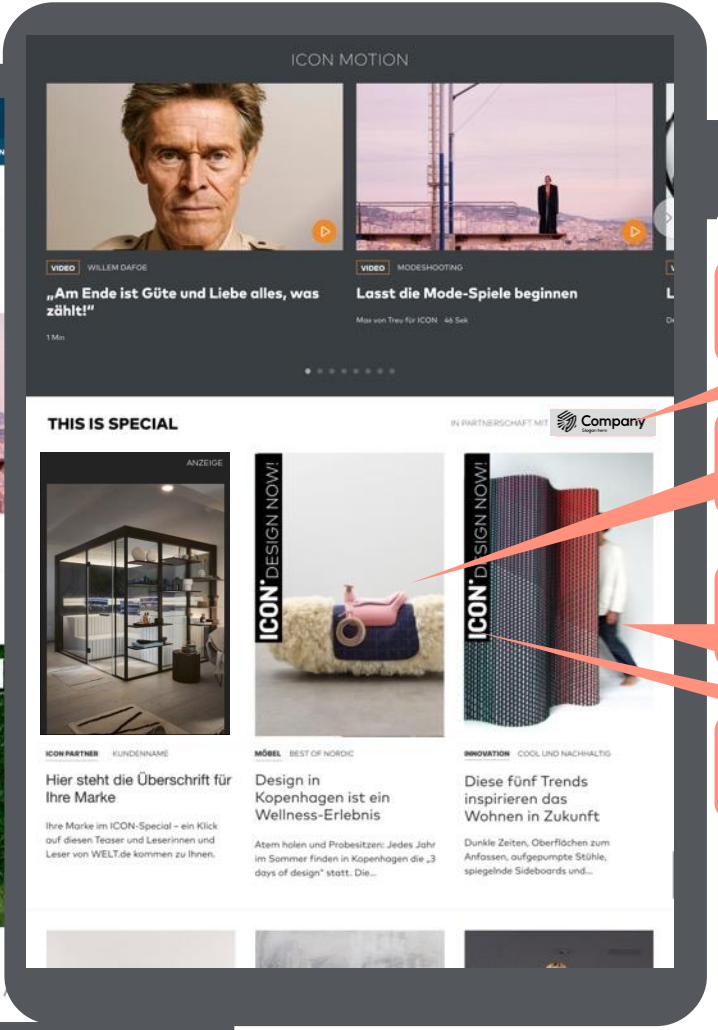 ICON MOTION
VIDEO WILLEM DAFOE
„Am Ende ist Güte und Liebe alles, was
zählt!“
1 Min
VIDEO MODESHOOTING
Lasst die Mode-Spiele beginnen
Max von Treu für ICON 46 Sek
THIS IS SPECIAL
IN PARTNERSCHAFT MIT
Company
Slogan here
ANZEIGE
ICON PARTNER KUNDENNAME
Hier steht die Überschrift für
Ihre Marke
Ihre Marke im ICON-Special – ein Klick
auf diesen Teaser und Leserinnen und
Leser von WELT.de kommen zu Ihnen.
ICON DESIGN NOW!
MÖBEL BEST OF NORDIC
Design in
Kopenhagen ist ein
Wellness-Erlebnis
Atem holen und Probesitzen: Jedes Jahr
im Sommer finden in Kopenhagen die „3
days of design“ statt. Die...
ICON DESIGN NOW!
INNOVATION COOL UND NACHHALTIG
Diese fünf Trends
inspirieren das
Wohnen in Zukunft
Dunkle Zeiten, Oberflächen zum
Anfassen, aufgepumpte Stühle,
spiegelnde Sideboards und...